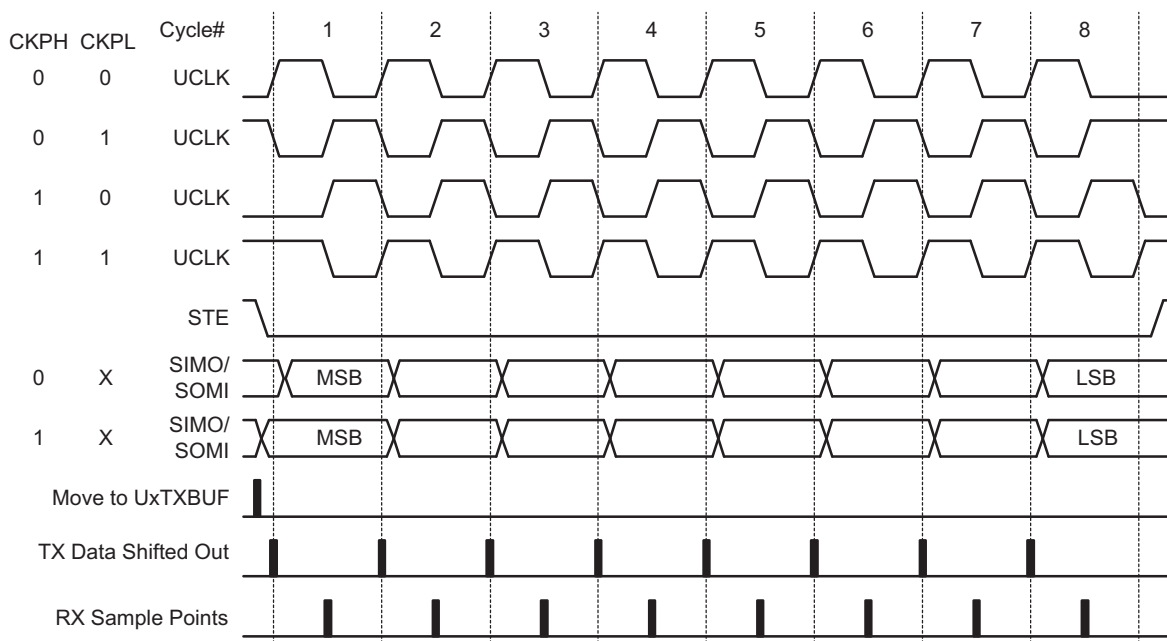 CKPH CKPL Cycle# 1 2 3 4 5 6 7 8
0 0 UCLK
0 1 UCLK
1 0 UCLK
1 1 UCLK
STE
0 X SIMO/
SOMI MSB LSB
1 X SIMO/
SOMI MSB LSB
Move to UxTXBUF
TX Data Shifted Out
RX Sample Points